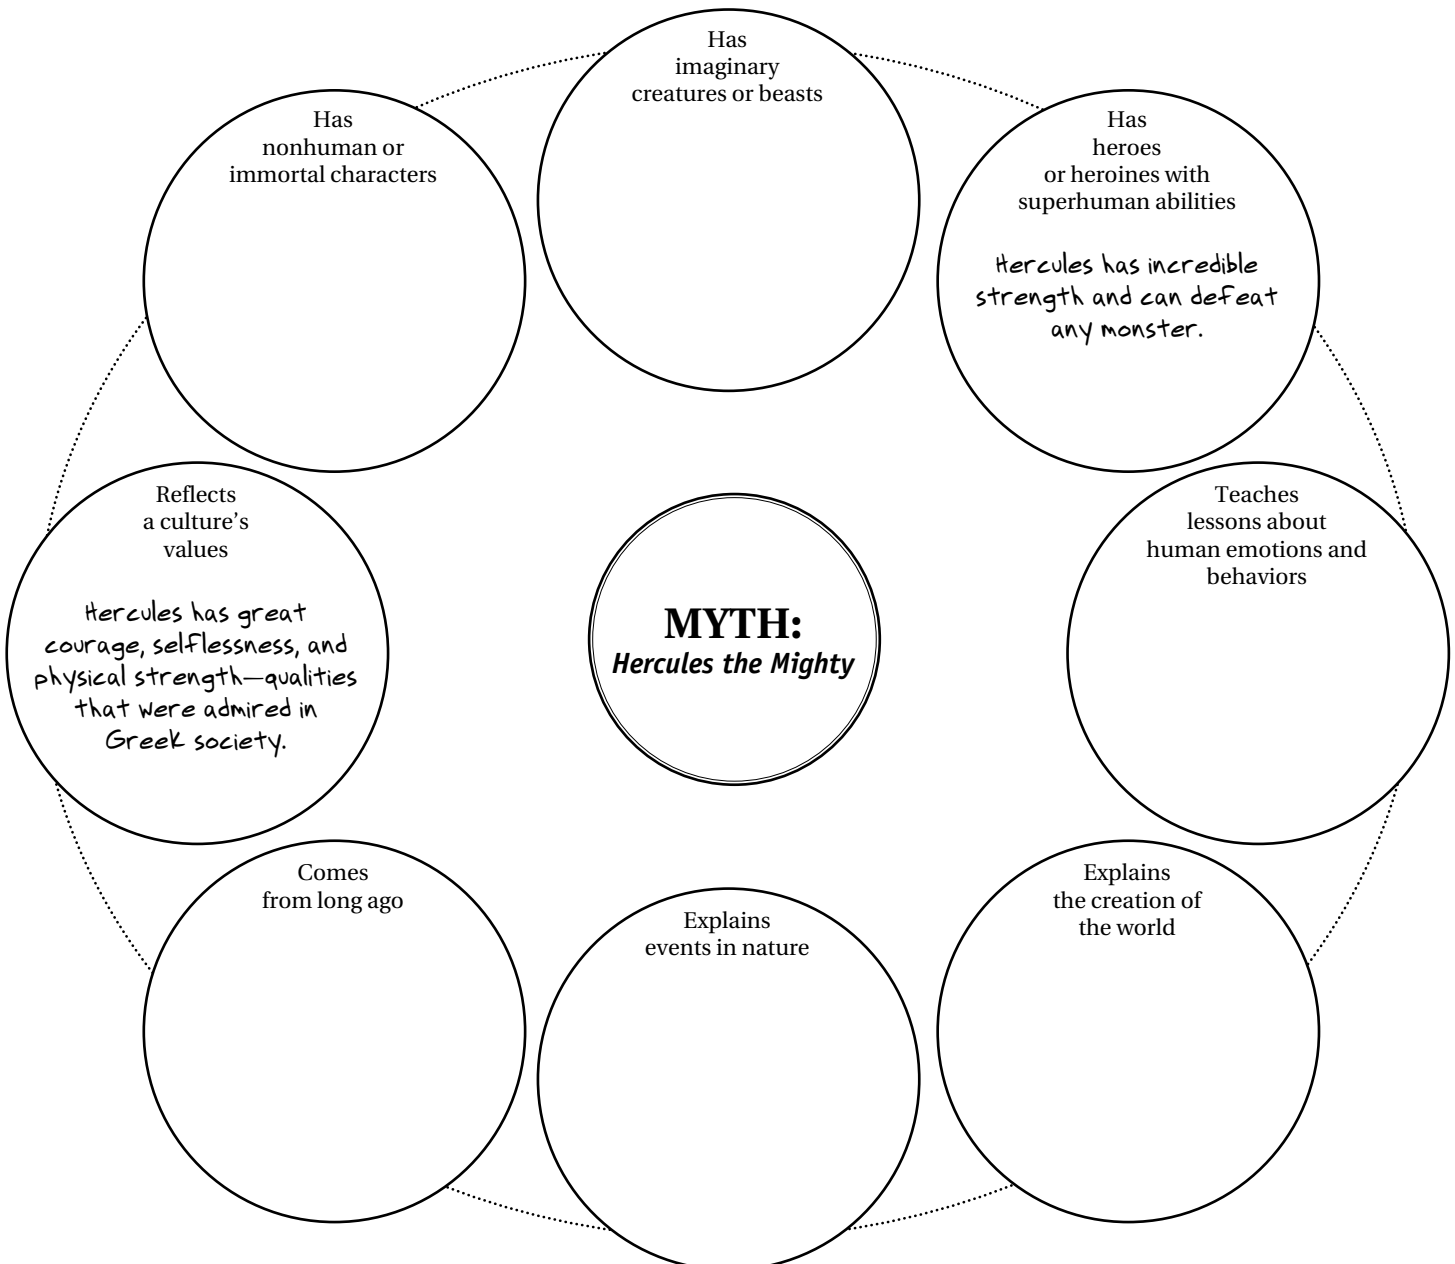 Has
imaginary
creatures or beasts
Has
nonhuman or
immortal characters
Has
heroes
or heroines with
superhuman abilities
Hercules has incredible
strength and can defeat
any monster.
Reflects
a culture's
values
Hercules has great
courage, selflessness, and
physical strength—qualities
that were admired in
Greek society.
MYTH:
Hercules the Mighty
Teaches
lessons about
human emotions and
behaviors
Comes
from long ago
Explains
events in nature
Explains
the creation of
the world